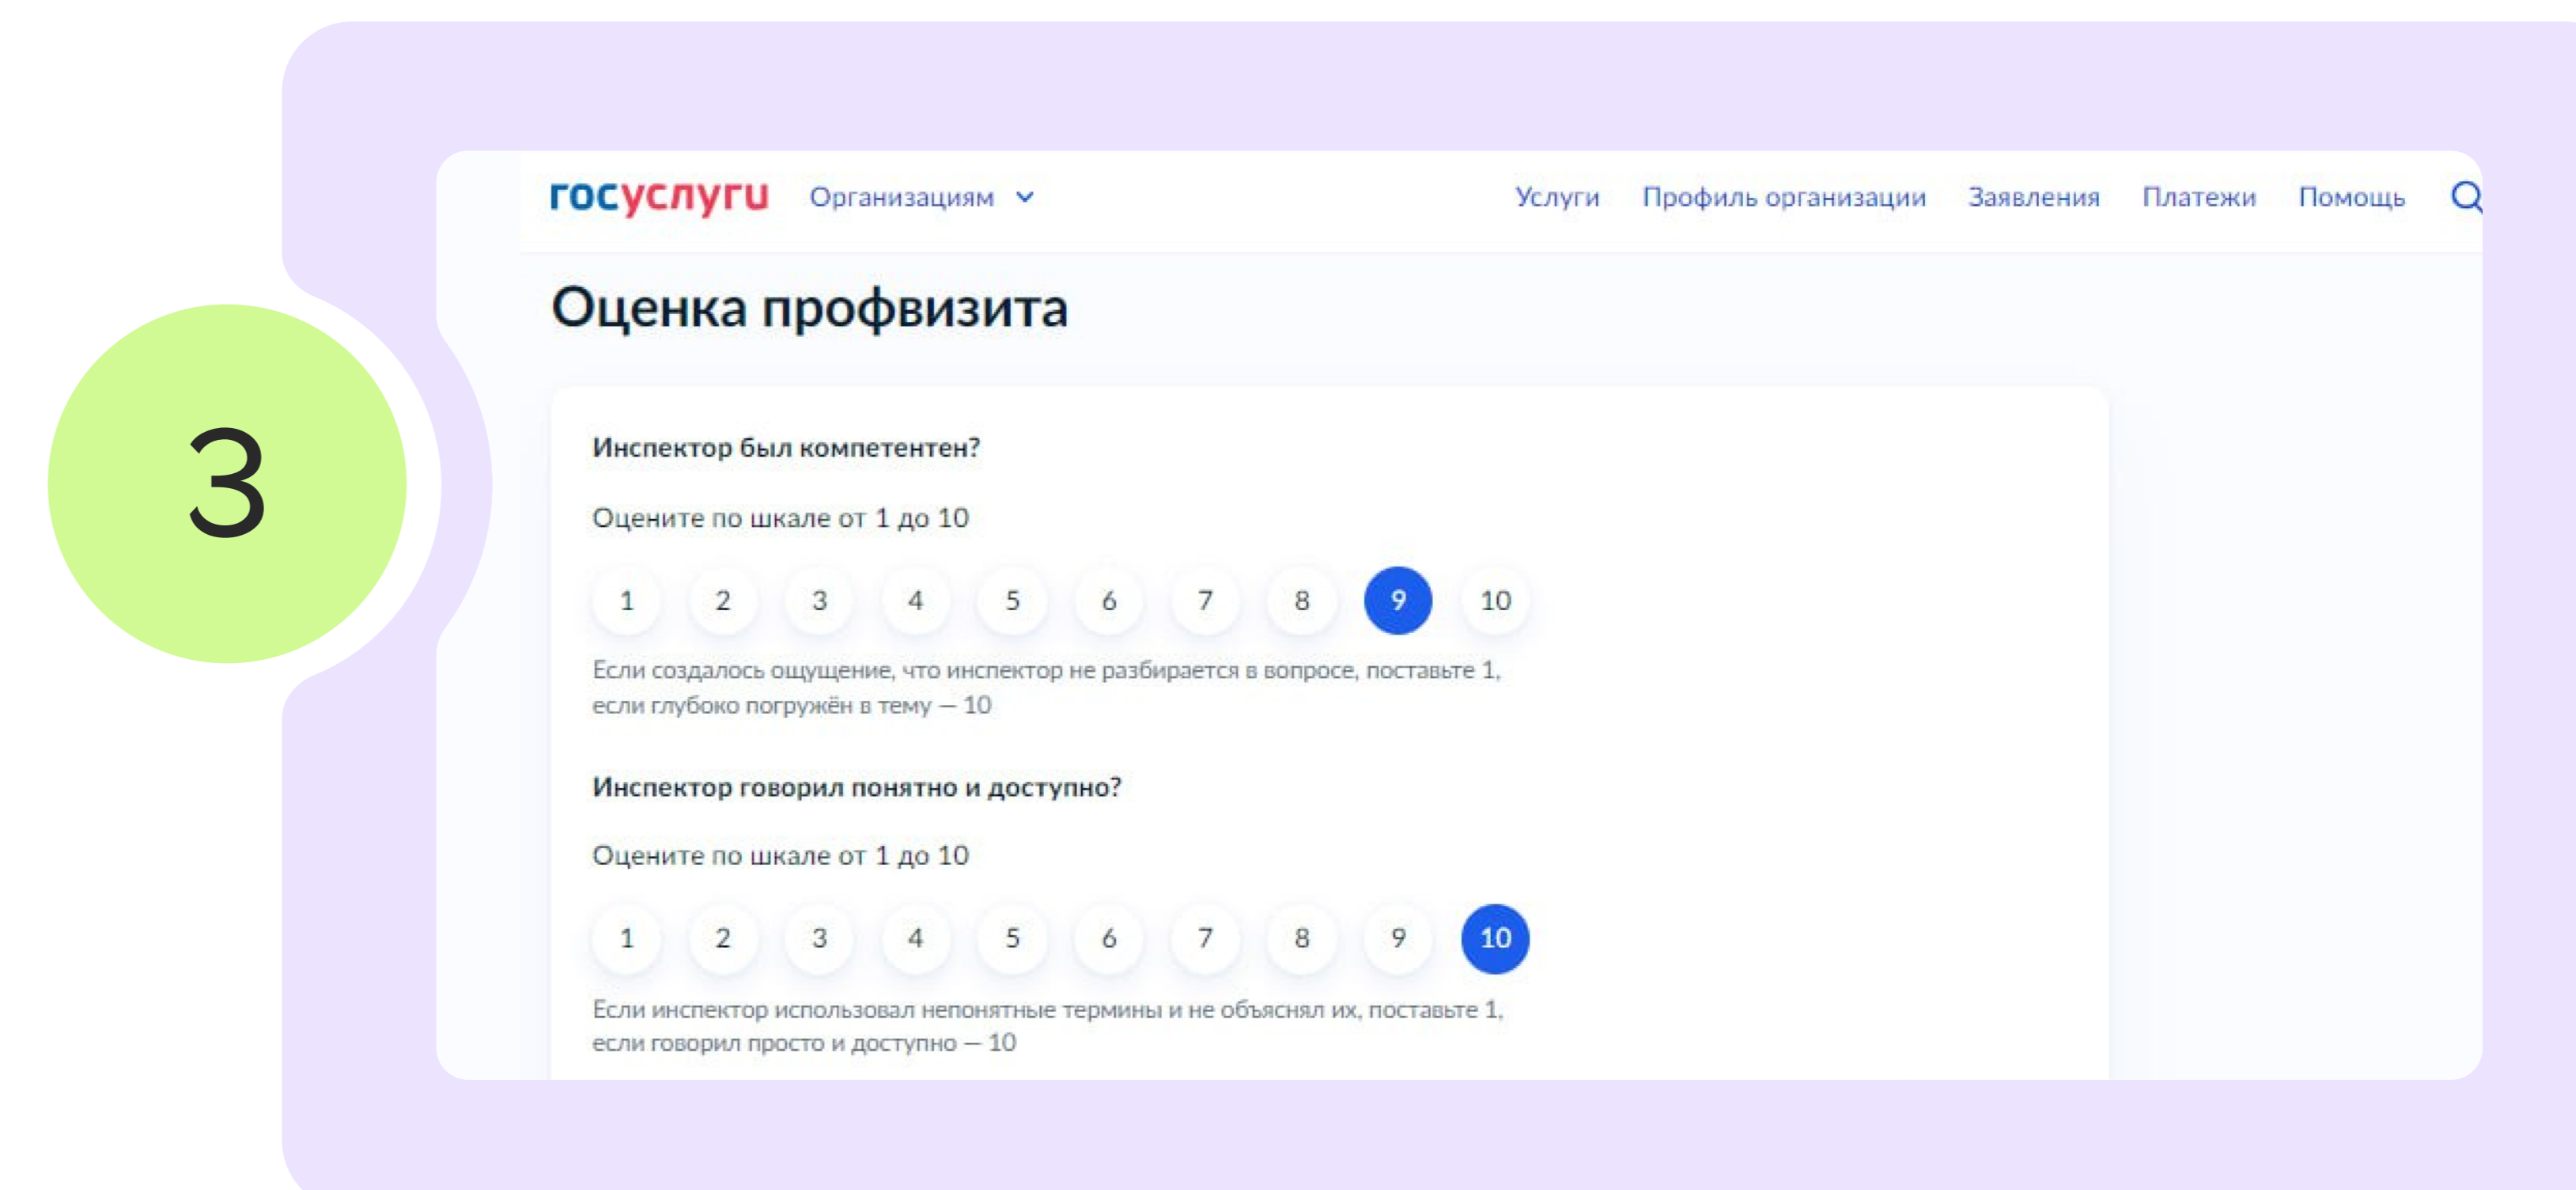 3
госуслуги Организациям Услуги Профиль организации Заявления Платежи Помощь
Оценка профвизита
Инспектор был компетентен?
Оцените по шкале от 1 до 10
1 2 3 4 5 6 7 8 9 10
Если создалось ощущение, что инспектор не разбирается в вопросе, поставьте 1,
если глубоко погружён в тему — 10
Инспектор говорил понятно и доступно?
Оцените по шкале от 1 до 10
1 2 3 4 5 6 7 8 9 10
Если инспектор использовал непонятные термины и не объяснял их, поставьте 1,
если говорил просто и доступно — 10